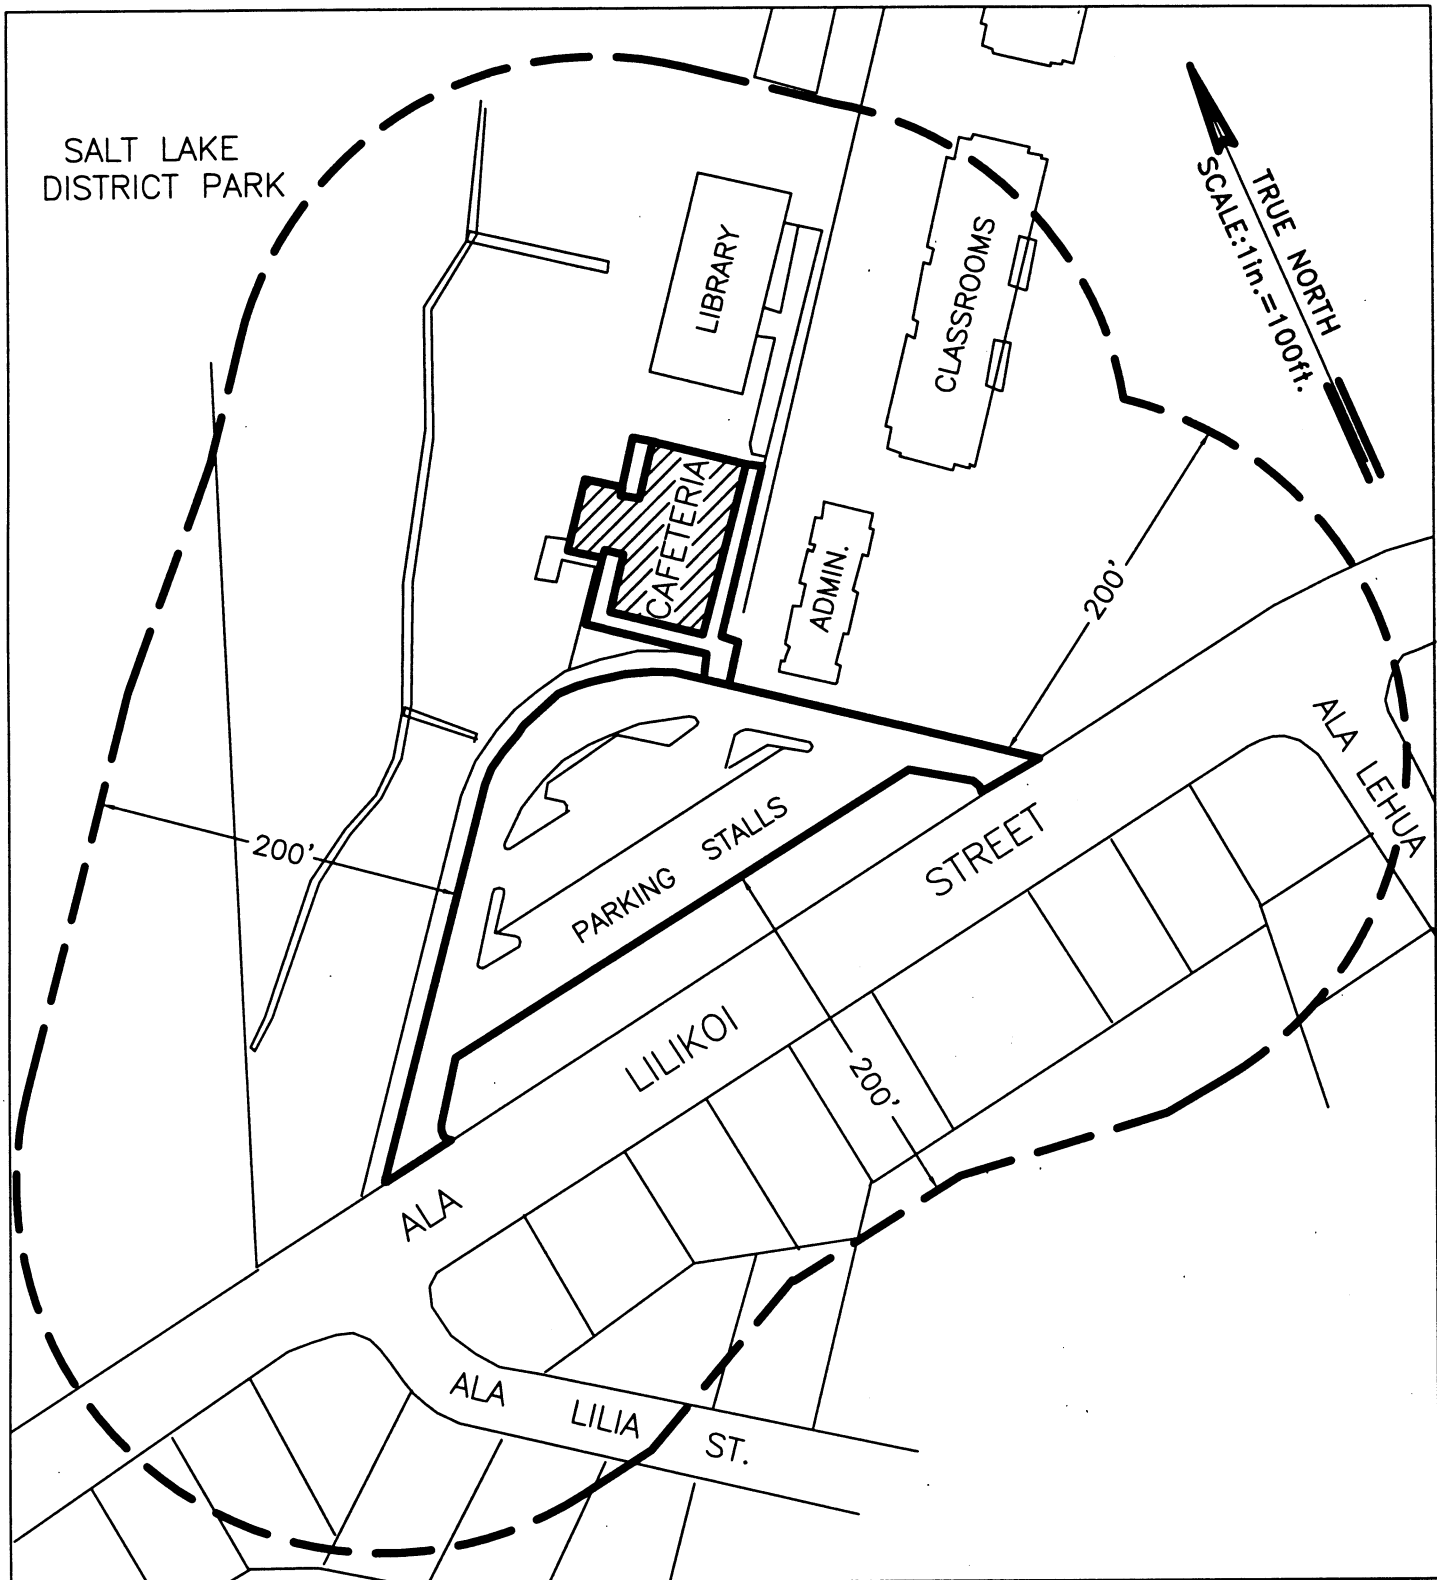 SALT LAKE
DISTRICT PARK
TRUE NORTH
SCALE:1in.=100ft.
LIBRARY
CLASSROOMS
CAFETERIA
ADMIN.
200'
ALA LEHUA
200'
PARKING STALLS
STREET
LILIKOI
200'
ALA
ALA LILIA ST.